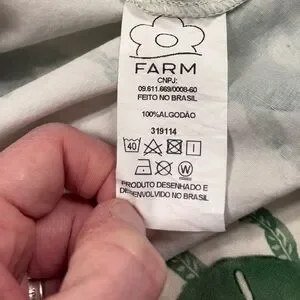 FARM
CNPJ:
09.611.669/0008-60
FEITO NO BRASIL
100%ALGODÃO
319114
40
W
PRODUTO DESENHADO E
DESENVOLVIDO NO BRASIL